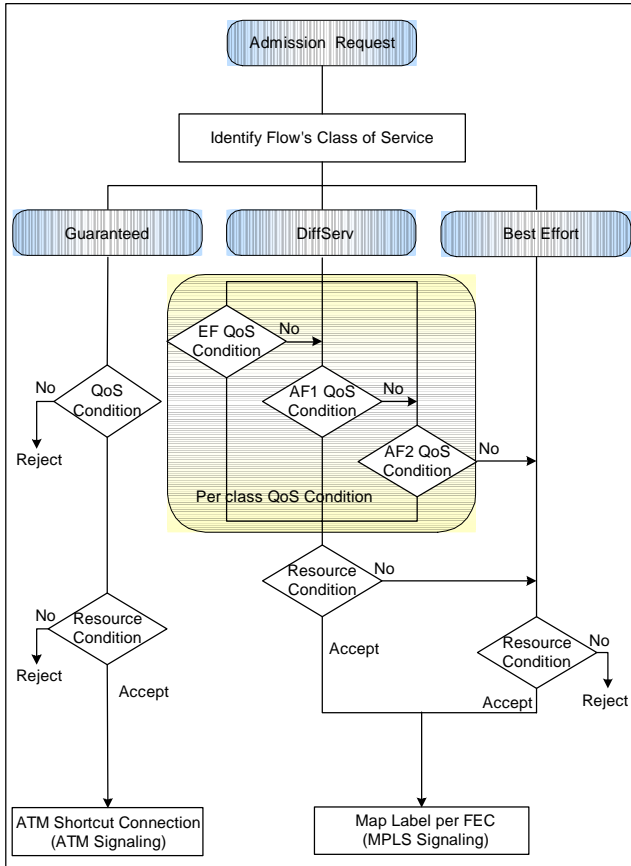 Admission Request
Identify Flow's Class of Service
Guaranteed
DiffServ
Best Effort
EF QoS
Condition
No
No
QoS
Condition
Reject
AF1 QoS
Condition
No
AF2 QoS
Condition
No
Per class QoS Condition
Resource
Condition
No
No
Resource
Condition
Reject
Accept
Accept
Resource
Condition
No
Accept
Reject
ATM Shortcut Connection
(ATM Signaling)
Map Label per FEC
(MPLS Signaling)